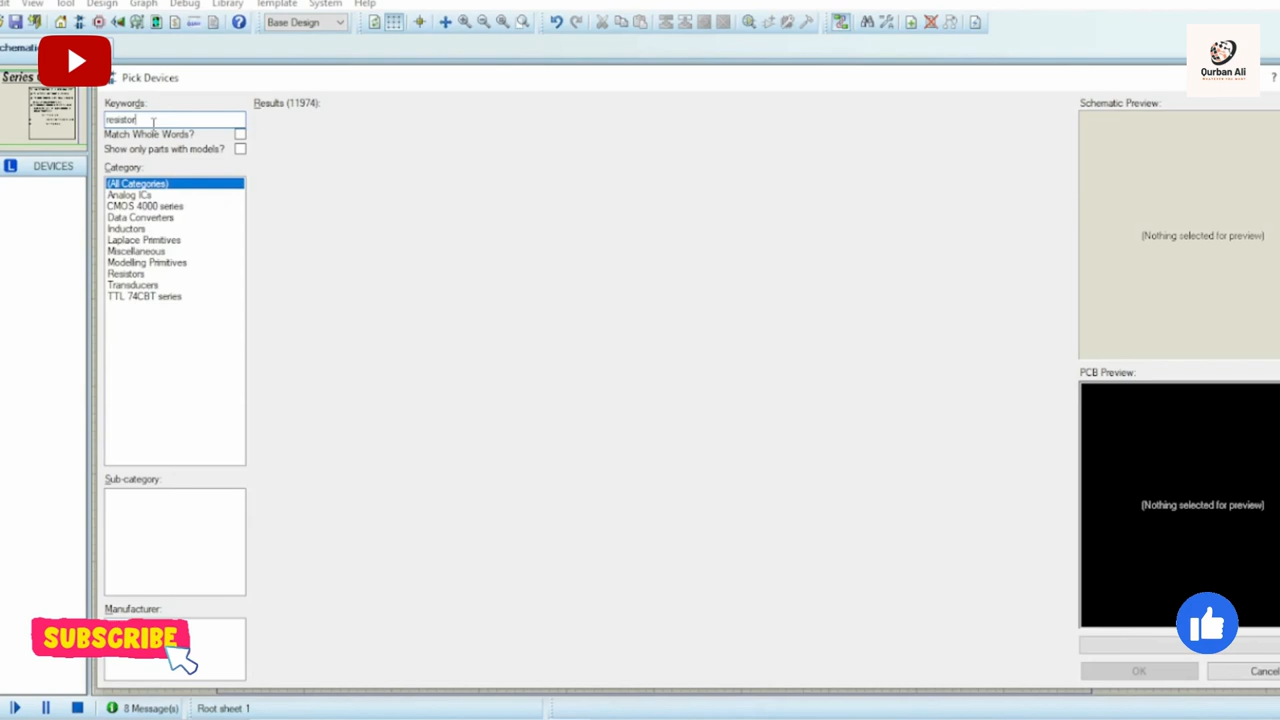 View Tool Design Graph Debug Library Template System Help
Base Design
Schematic
Qurban Ali
Series
Pick Devices
?
Keywords:
Results (11974):
Schematic Preview:
resistor
Match Whole Words?
Show only parts with models?
DEVICES
L
Category:
(All Categories)
Analog ICs
CMOS 4000 series
Data Converters
Inductors
Laplace Primitives
Miscellaneous
Modelling Primitives
Resistors
Transducers
TTL 74CBT series
(Nothing selected for preview)
PCB Preview:
(Nothing selected for preview)
Sub-category:
Manufacturer:
SUBSCRIBE
OK
Cancel
8 Message(s)
Root sheet 1